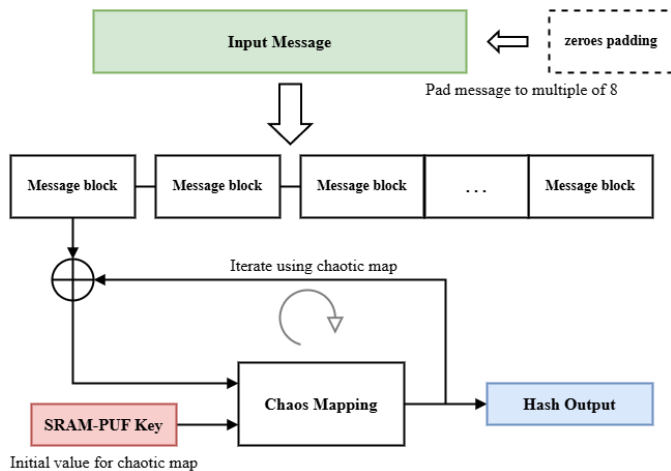 Input Message
zeroes padding
Pad message to multiple of 8
Message block
Message block
Message block
. . .
Message block
Iterate using chaotic map
Chaos Mapping
Hash Output
SRAM-PUF Key
Initial value for chaotic map